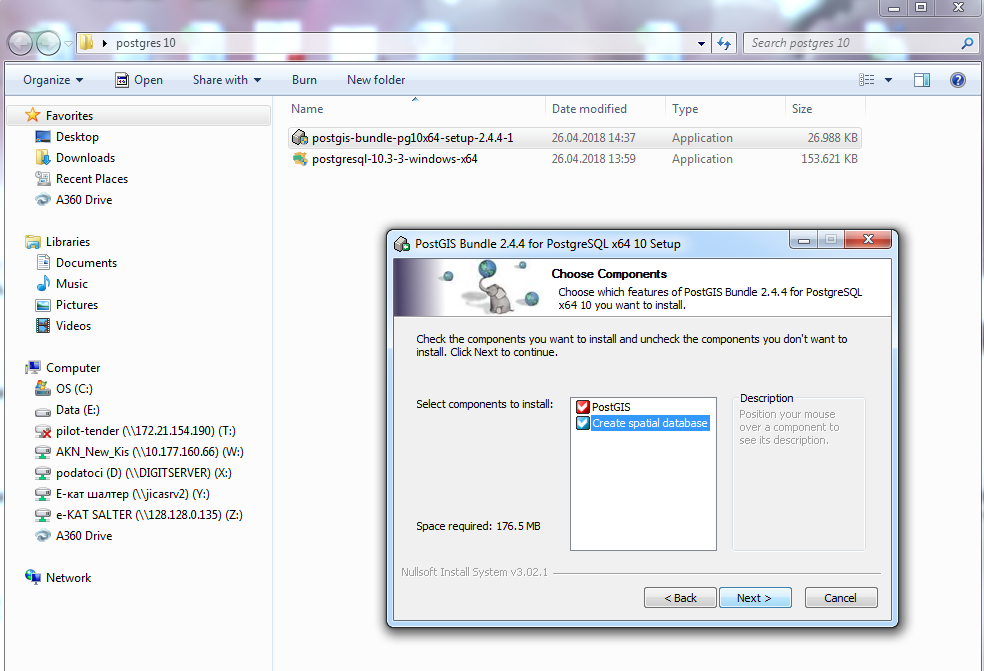 postgres 10
Search postgres 10
Organize
Open
Share with
Burn
New folder
Name
Date modified
Type
Size
postgis-bundle-pg10x64-setup-2.4.4-1
26.04.2018 14:37
Application
26.988 KB
postgresql-10.3-3-windows-x64
26.04.2018 13:59
Application
153.621 KB
Favorites
Desktop
Downloads
Recent Places
A360 Drive
Libraries
Documents
Music
Pictures
Videos
Computer
OS (C:)
Data (E:)
pilot-tender (\\172.21.154.190) (T:)
AKN_New_Kis (\\10.177.160.66) (W:)
podatoci (D) (\\DIGITSERVER) (X:)
Е-кат шалтер (\\jicasrv2) (Y:)
e-KAT SALTER (\\128.128.0.135) (Z:)
A360 Drive
Network
PostGIS Bundle 2.4.4 for PostgreSQL x64 10 Setup
Choose Components
Choose which features of PostGIS Bundle 2.4.4 for PostgreSQL
x64 10 you want to install.
Check the components you want to install and uncheck the components you don't want to
install. Click Next to continue.
Select components to install:
PostGIS
Create spatial database
Description
Position your mouse
over a component to
see its description.
Space required: 176.5 MB
Nullsoft Install System v3.02.1
< Back
Next >
Cancel